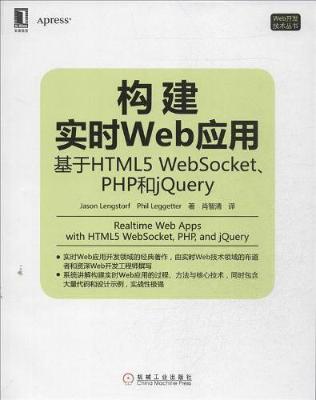 Apress®
Web开发
技术丛书
构建
实时Web应用
基于HTML5 WebSocket、
PHP和jQuery
Jason Lengstorf Phil Leggetter 著 肖智清 译
Realtime Web Apps
with HTML5 WebSocket, PHP, and jQuery
• 实时Web应用开发领域的经典著作，由实时Web技术领域的布道
者和资深Web开发工程师撰写
• 系统讲解构建实时Web应用的过程、方法与核心技术，同时包含
大量代码和设计示例，实战性极强
机械工业出版社
China Machine Press